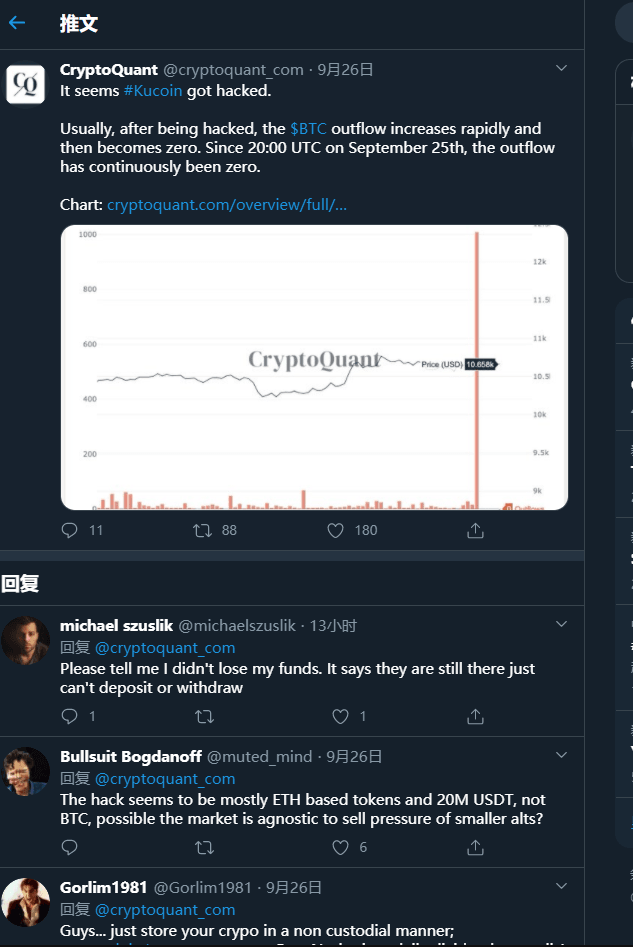 推文
CryptoQuant @cryptoquant_com · 9月26日
It seems #Kucoin got hacked.
Usually, after being hacked, the $BTC outflow increases rapidly and
then becomes zero. Since 20:00 UTC on September 25th, the outflow
has continuously been zero.
Chart: cryptoquant.com/overview/full/...
1000
12k
800
11.5k
600
11k
CryptoQuant
Price (USD) 10.658k
10.5k
400
10k
200
9.5k
9k
0
11 88 180
回复
michael szuslik @michaelszuslik · 13小时
回复 @cryptoquant_com
Please tell me I didn't lose my funds. It says they are still there just
can't deposit or withdraw
1 1
Bullsuit Bogdanoff @muted_mind · 9月26日
回复 @cryptoquant_com
The hack seems to be mostly ETH based tokens and 20M USDT, not
BTC, possible the market is agnostic to sell pressure of smaller alts?
6
Gorlim1981 @Gorlim1981 · 9月26日
回复 @cryptoquant_com
Guys... just store your crypo in a non custodial manner;